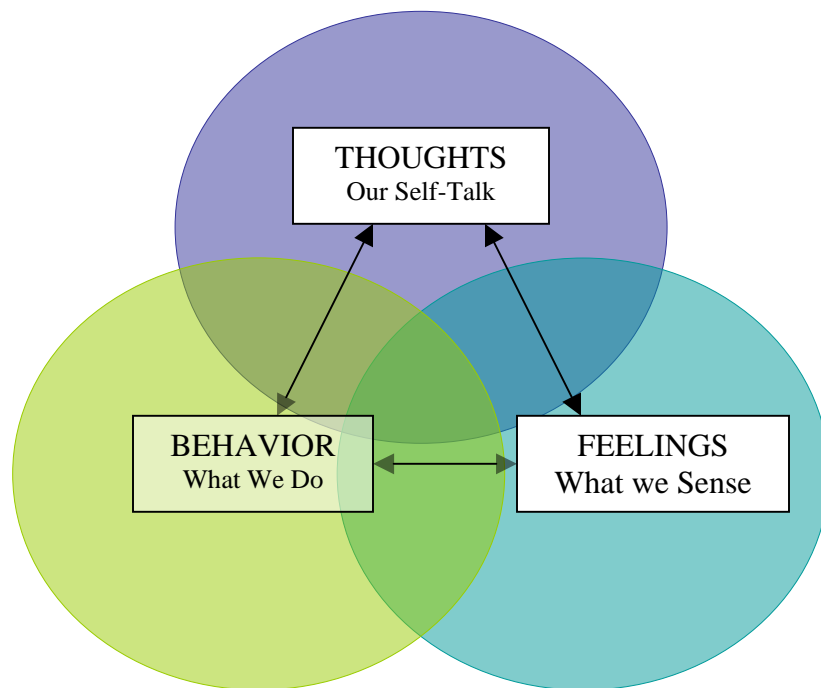 THOUGHTS
Our Self-Talk
BEHAVIOR
What We Do
FEELINGS
What we Sense